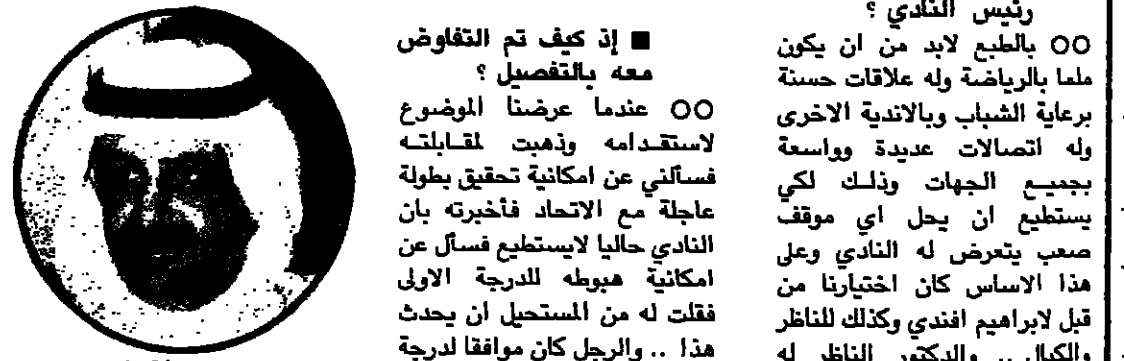 رئيس النادي ؟
○○ بالطبع لابد من ان يكون
ملما بالرياضة وله علاقات حسنة
برعاية الشباب وبالاندية الاخرى
وله اتصالات عديدة وواسعة
بجميع الجهات وذلك لكي
يستطيع ان يحل اي موقف
صعب يتعرض له النادي وعلى
هذا الاساس كان اختيارنا من
قبل لابراهيم افندي وكذلك للناظر
والكيال .. والدكتور الناظر له
■ إذ كيف تم التفاوض
معه بالتفصيل ؟
○○ عندما عرضنا الموضوع
لاستقدامه وذهبت لمقابلته
فسألني عن امكانية تحقيق بطولة
عاجلة مع الاتحاد فأخبرته بان
النادي حاليا لايستطيع فسأل عن
امكانية هبوطه للدرجة الاولى
فقلت له من المستحيل ان يحدث
هذا .. والرجل كان موافقا لدرجة